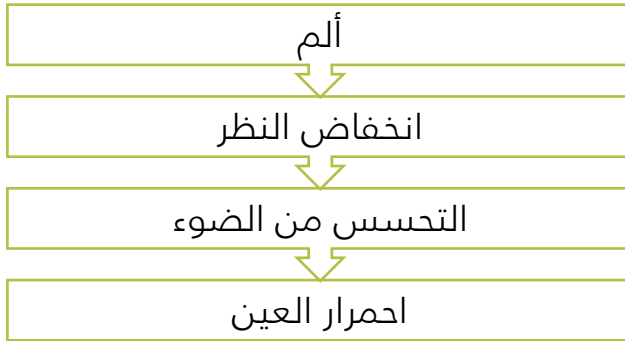 ألم
انخفاض النظر
التحسس من الضوء
احمرار العين